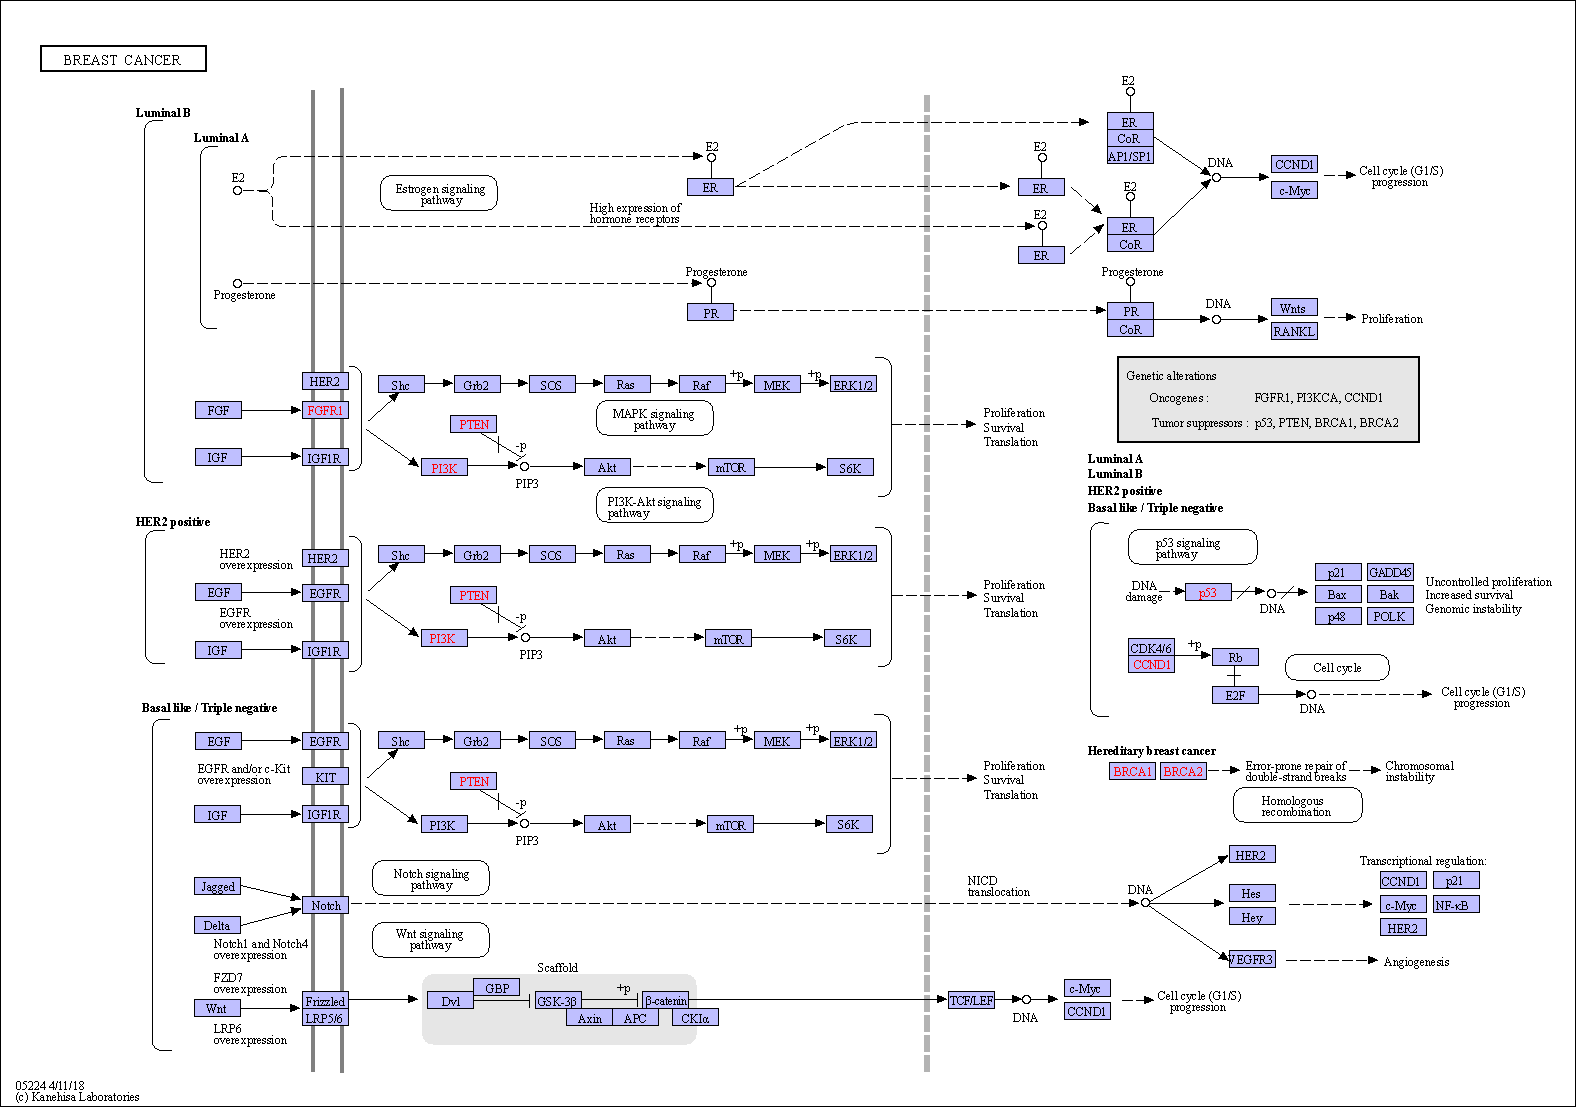 BREAST CANCER
Luminal B
Luminal A
E2
Estrogen signaling
pathway
High expression of
hormone receptors
E2
ER
E2
ER
E2
ER
E2
ER
CoR
AP1/SP1
E2
ER
CoR
DNA
CCND1
c-Myc
Cell cycle (G1/S)
progression
Progesterone
Progesterone
PR
Progesterone
PR
CoR
DNA
Wnts
RANKL
Proliferation
HER2
FGF
FGFR1
IGF
IGF1R
Shc
Grb2
SOS
Ras
Raf
+p
MEK
+p
ERK1/2
MAPK signaling
pathway
PTEN
-p
PI3K
PIP3
Akt
mTOR
S6K
PI3K-Akt signaling
pathway
Proliferation
Survival
Translation
Genetic alterations
Oncogenes : FGFR1, PI3KCA, CCND1
Tumor suppressors : p53, PTEN, BRCA1, BRCA2
HER2 positive
HER2
overexpression
HER2
EGF
EGFR
EGFR
overexpression
IGF
IGF1R
Shc
Grb2
SOS
Ras
Raf
+p
MEK
+p
ERK1/2
PTEN
-p
PI3K
PIP3
Akt
mTOR
S6K
Proliferation
Survival
Translation
Luminal A
Luminal B
HER2 positive
Basal like / Triple negative
p53 signaling
pathway
DNA
damage
p53
DNA
p21
GADD45
Bax
Bak
p48
POLK
Uncontrolled proliferation
Increased survival
Genomic instability
CDK4/6
CCND1
+p
Rb
E2F
Cell cycle
DNA
Cell cycle (G1/S)
progression
Basal like / Triple negative
EGF
EGFR
EGFR and/or c-Kit
overexpression
KIT
IGF
IGF1R
Shc
Grb2
SOS
Ras
Raf
+p
MEK
+p
ERK1/2
PTEN
-p
PI3K
PIP3
Akt
mTOR
S6K
Proliferation
Survival
Translation
Hereditary breast cancer
BRCA1
BRCA2
Error-prone repair of
double-strand breaks
Chromosomal
instability
Homologous
recombination
Jagged
Delta
Notch
Notch1 and Notch4
overexpression
Notch signaling
pathway
NICD
translocation
DNA
HER2
Hes
Hey
VEGFR3
Transcriptional regulation:
CCND1
p21
c-Myc
NF-κB
HER2
Angiogenesis
Wnt signaling
pathway
FZD7
overexpression
Wnt
LRP6
overexpression
Frizzled
LRP5/6
Scaffold
Dvl
GBP
GSK-3β
+p
β-catenin
Axin
APC
CKIα
TCF/LEF
DNA
c-Myc
CCND1
Cell cycle (G1/S)
progression
05224 4/11/18
(c) Kanehisa Laboratories